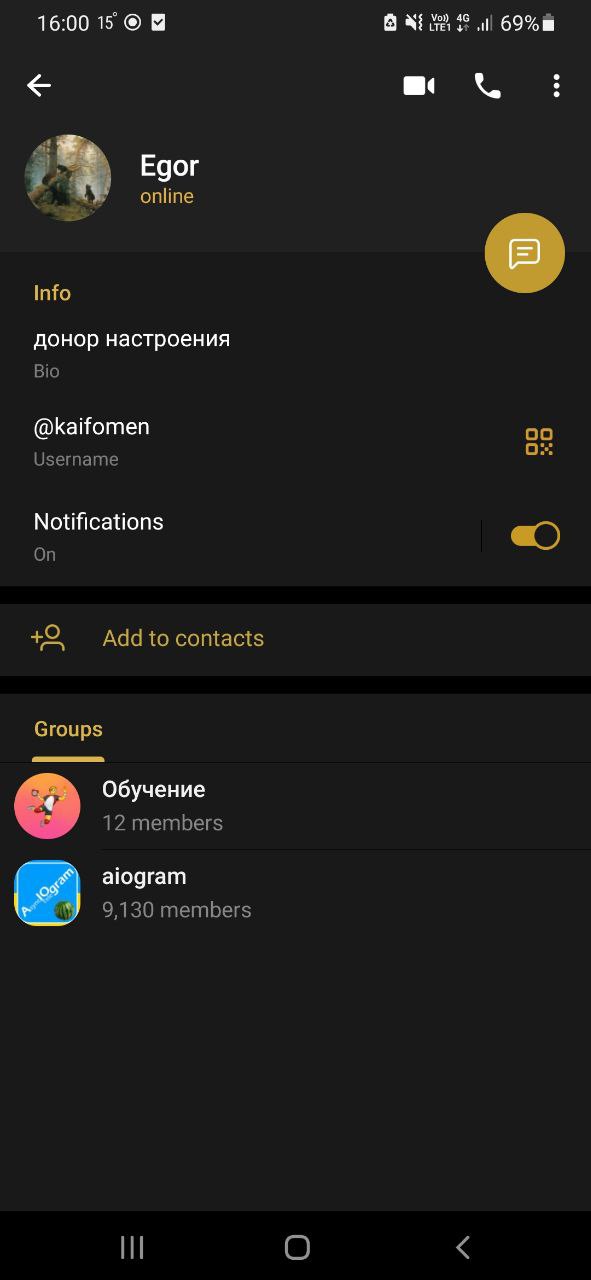 16:00 15° Vo)) LTE1 4G 69%
Egor
online
Info
донор настроения
Bio
@kaifomen
Username
Notifications
On
Add to contacts
Groups
Обучение
12 members
AsyncIOgram
aiogram
9,130 members